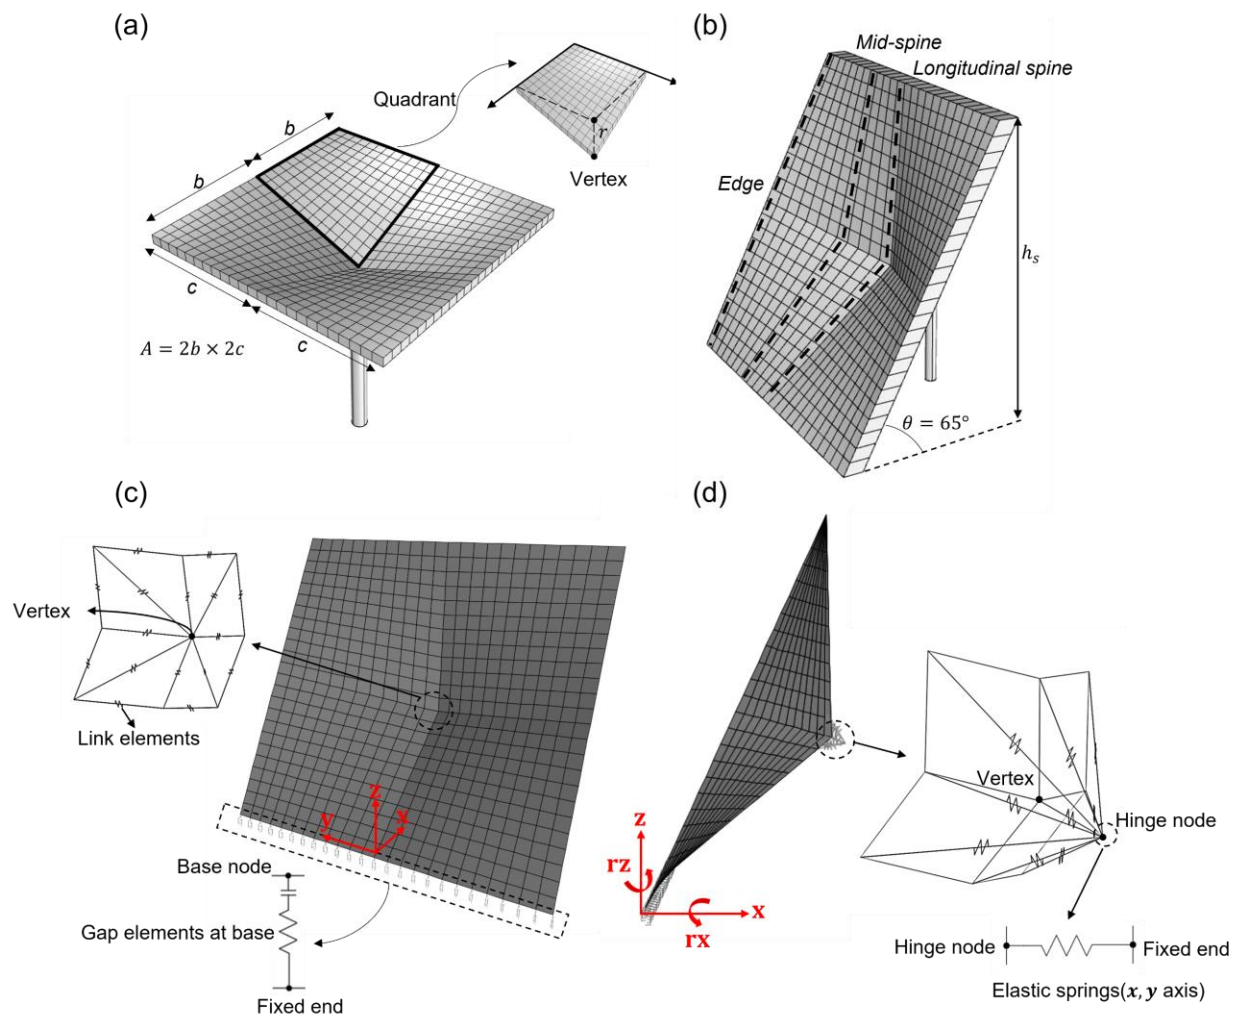 (a)
Quadrant
r
Vertex
b
b
c
c
A = 2b × 2c
(b)
Mid-spine
Longitudinal spine
Edge
hₛ
θ = 65°
(c)
Vertex
Link elements
z
y
x
Base node
Gap elements at base
Fixed end
(d)
z
rz
x
rx
Vertex
Hinge node
Hinge node
Fixed end
Elastic springs(x, y axis)